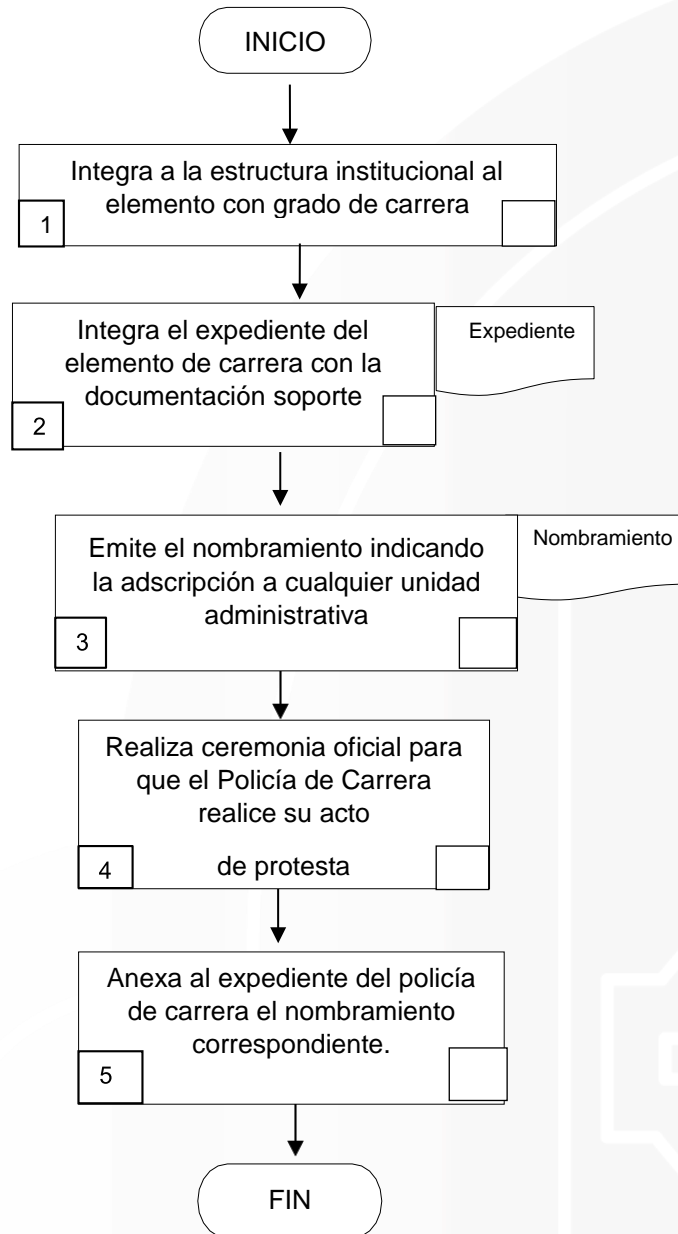 INICIO
Integra a la estructura institucional al
elemento con grado de carrera
1
Integra el expediente del
elemento de carrera con la
documentación soporte
2
Expediente
Emite el nombramiento indicando
la adscripción a cualquier unidad
administrativa
3
Nombramiento
Realiza ceremonia oficial para
que el Policía de Carrera
realice su acto
de protesta
4
Anexa al expediente del policía
de carrera el nombramiento
correspondiente.
5
FIN